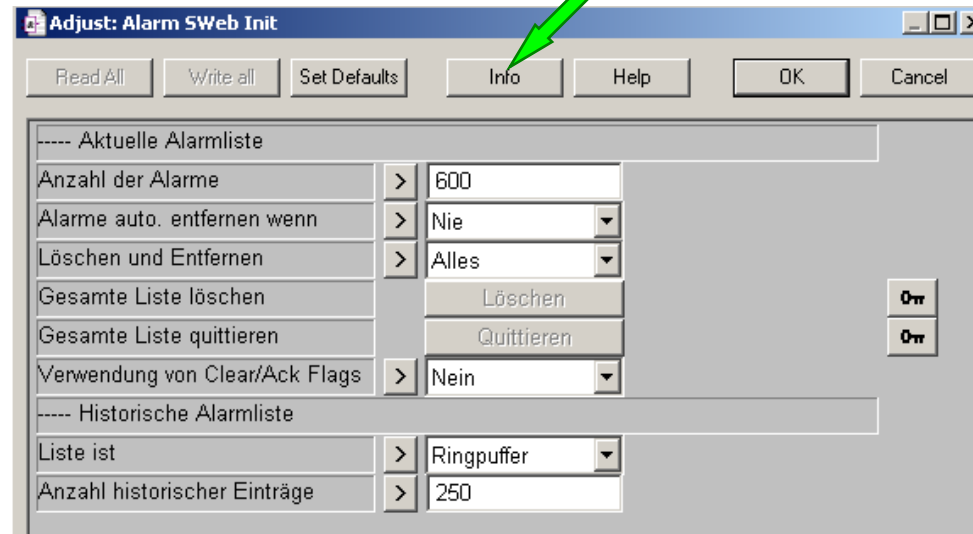 Adjust: Alarm SWeb Init
Read All Write all Set Defaults Info Help OK Cancel
----- Aktuelle Alarmliste
Anzahl der Alarme > 600
Alarme auto. entfernen wenn > Nie
Löschen und Entfernen > Alles
Gesamte Liste löschen Löschen
Gesamte Liste quittieren Quittieren
Verwendung von Clear/Ack Flags > Nein
----- Historische Alarmliste
Liste ist > Ringpuffer
Anzahl historischer Einträge > 250